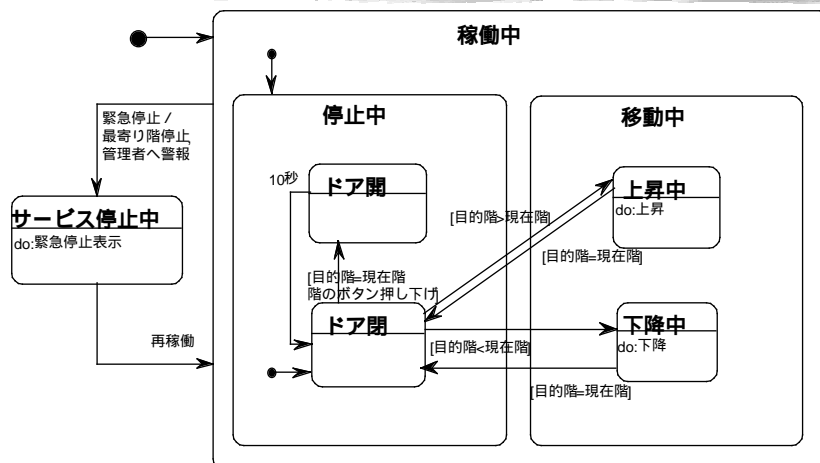 稼働中
緊急停止 /
最寄り階停止,
管理者へ警報
停止中
移動中
10秒
ドア開
上昇中
do:上昇
[目的階>現在階]
サービス停止中
do:緊急停止表示
[目的階=現在階]
[目的階=現在階
階のボタン押し下げ]
ドア閉
下降中
do:下降
再稼働
[目的階<現在階]
[目的階=現在階]